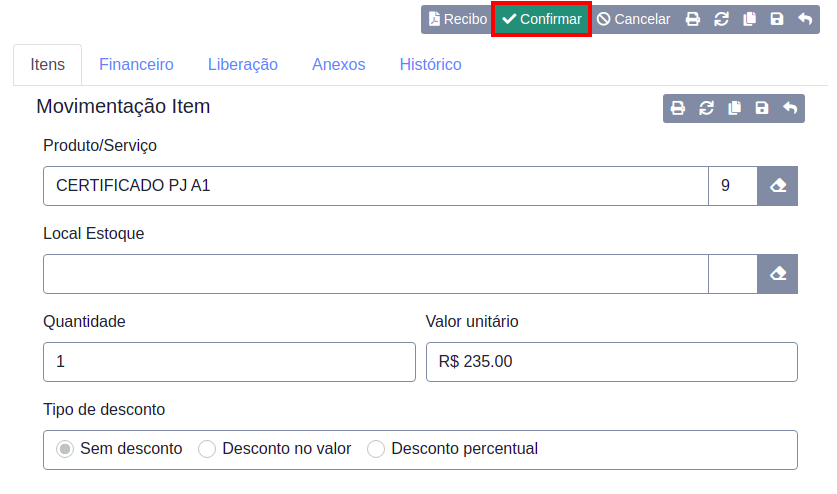 Recibo Confirmar Cancelar
Itens Financeiro Liberação Anexos Histórico
Movimentação Item
Produto/Serviço
CERTIFICADO PJ A1 9
Local Estoque
Quantidade Valor unitário
1 R$ 235.00
Tipo de desconto
Sem desconto Desconto no valor Desconto percentual